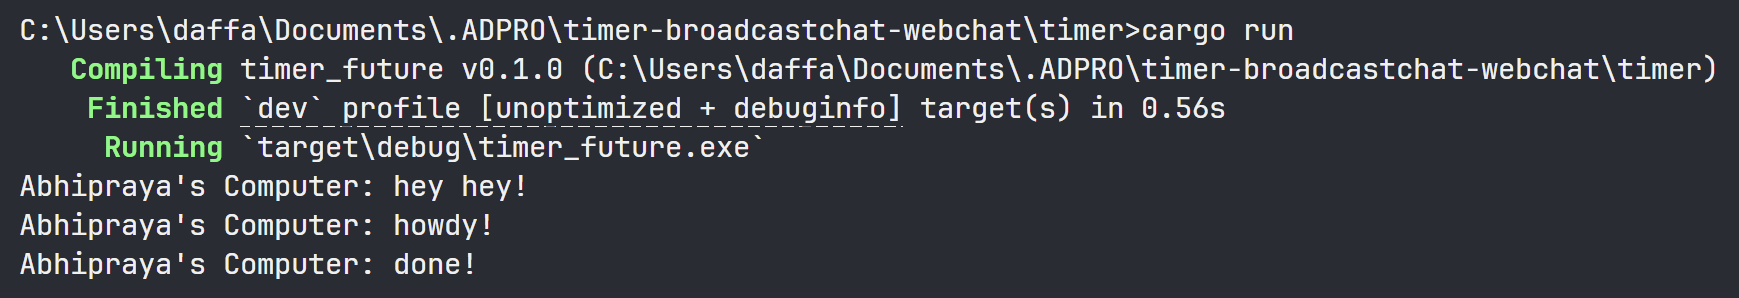 C:\Users\daffa\Documents\.ADPRO\timer-broadcastchat-webchat\timer>cargo run
Compiling timer_future v0.1.0 (C:\Users\daffa\Documents\.ADPRO\timer-broadcastchat-webchat\timer)
Finished `dev` profile [unoptimized + debuginfo] target(s) in 0.56s
Running `target\debug\timer_future.exe`
Abhipraya's Computer: hey hey!
Abhipraya's Computer: howdy!
Abhipraya's Computer: done!